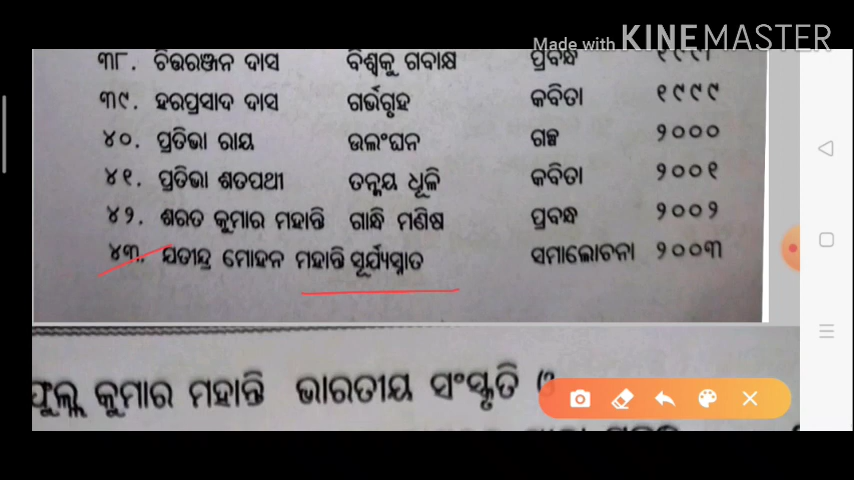 Made with KINEMASTER
୩୮. ଚିତ୍ତରଞ୍ଜନ ଦାସ ବିଶ୍ୱକୁ ଗବାକ୍ଷ ପ୍ରବନ୍ଧ
୩୯. ହରପ୍ରସାଦ ଦାସ ଗର୍ଭଗୃହ କବିତା ୧୯୯୯
୪୦. ପ୍ରତିଭା ରାୟ ଉଲଂଘନ ଗଳ୍ପ ୨୦୦୦
୪୧. ପ୍ରତିଭା ଶତପଥୀ ତନ୍ମୟ ଧୂଳି କବିତା ୨୦୦୧
୪୨. ଶରତ କୁମାର ମହାନ୍ତି ଗାନ୍ଧି ମଣିଷ ପ୍ରବନ୍ଧ ୨୦୦୨
୪୩. ଯତୀନ୍ଦ୍ର ମୋହନ ମହାନ୍ତି ସୂର୍ଯ୍ୟସ୍ନାତ ସମାଲୋଚନା ୨୦୦୩
କୁମାର ମହାନ୍ତି ଭାରତୀୟ ସଂସ୍କୃତି